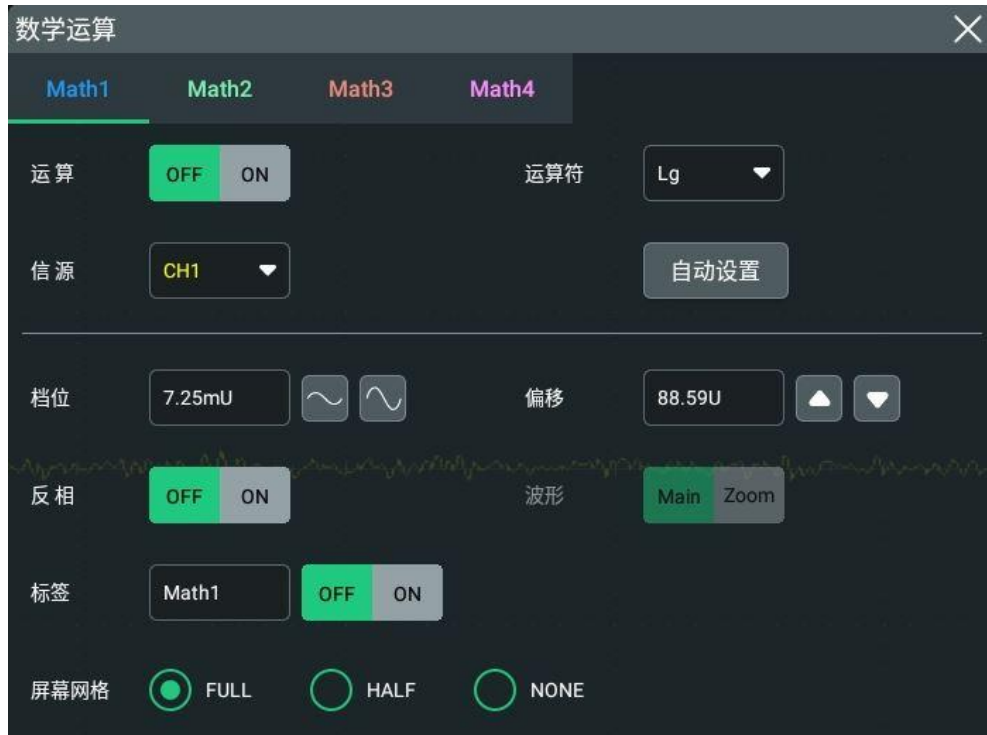 数学运算
Math1 Math2 Math3 Math4
运算 OFF ON 运算符 Lg
信源 CH1 自动设置
档位 7.25mU 偏移 88.59U
反相 OFF ON 波形 Main Zoom
标签 Math1 OFF ON
屏幕网格 FULL HALF NONE